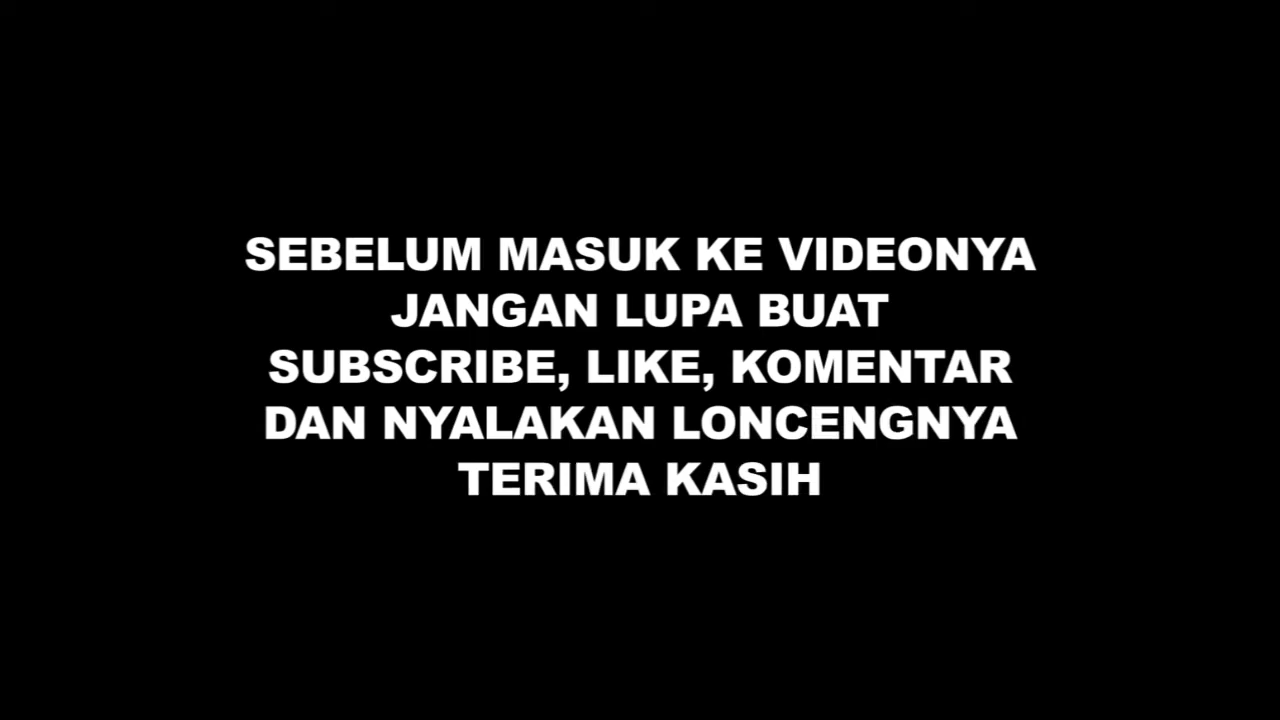 SEBELUM MASUK KE VIDEONYA
JANGAN LUPA BUAT
SUBSCRIBE, LIKE, KOMENTAR
DAN NYALAKAN LONCENGNYA
TERIMA KASIH